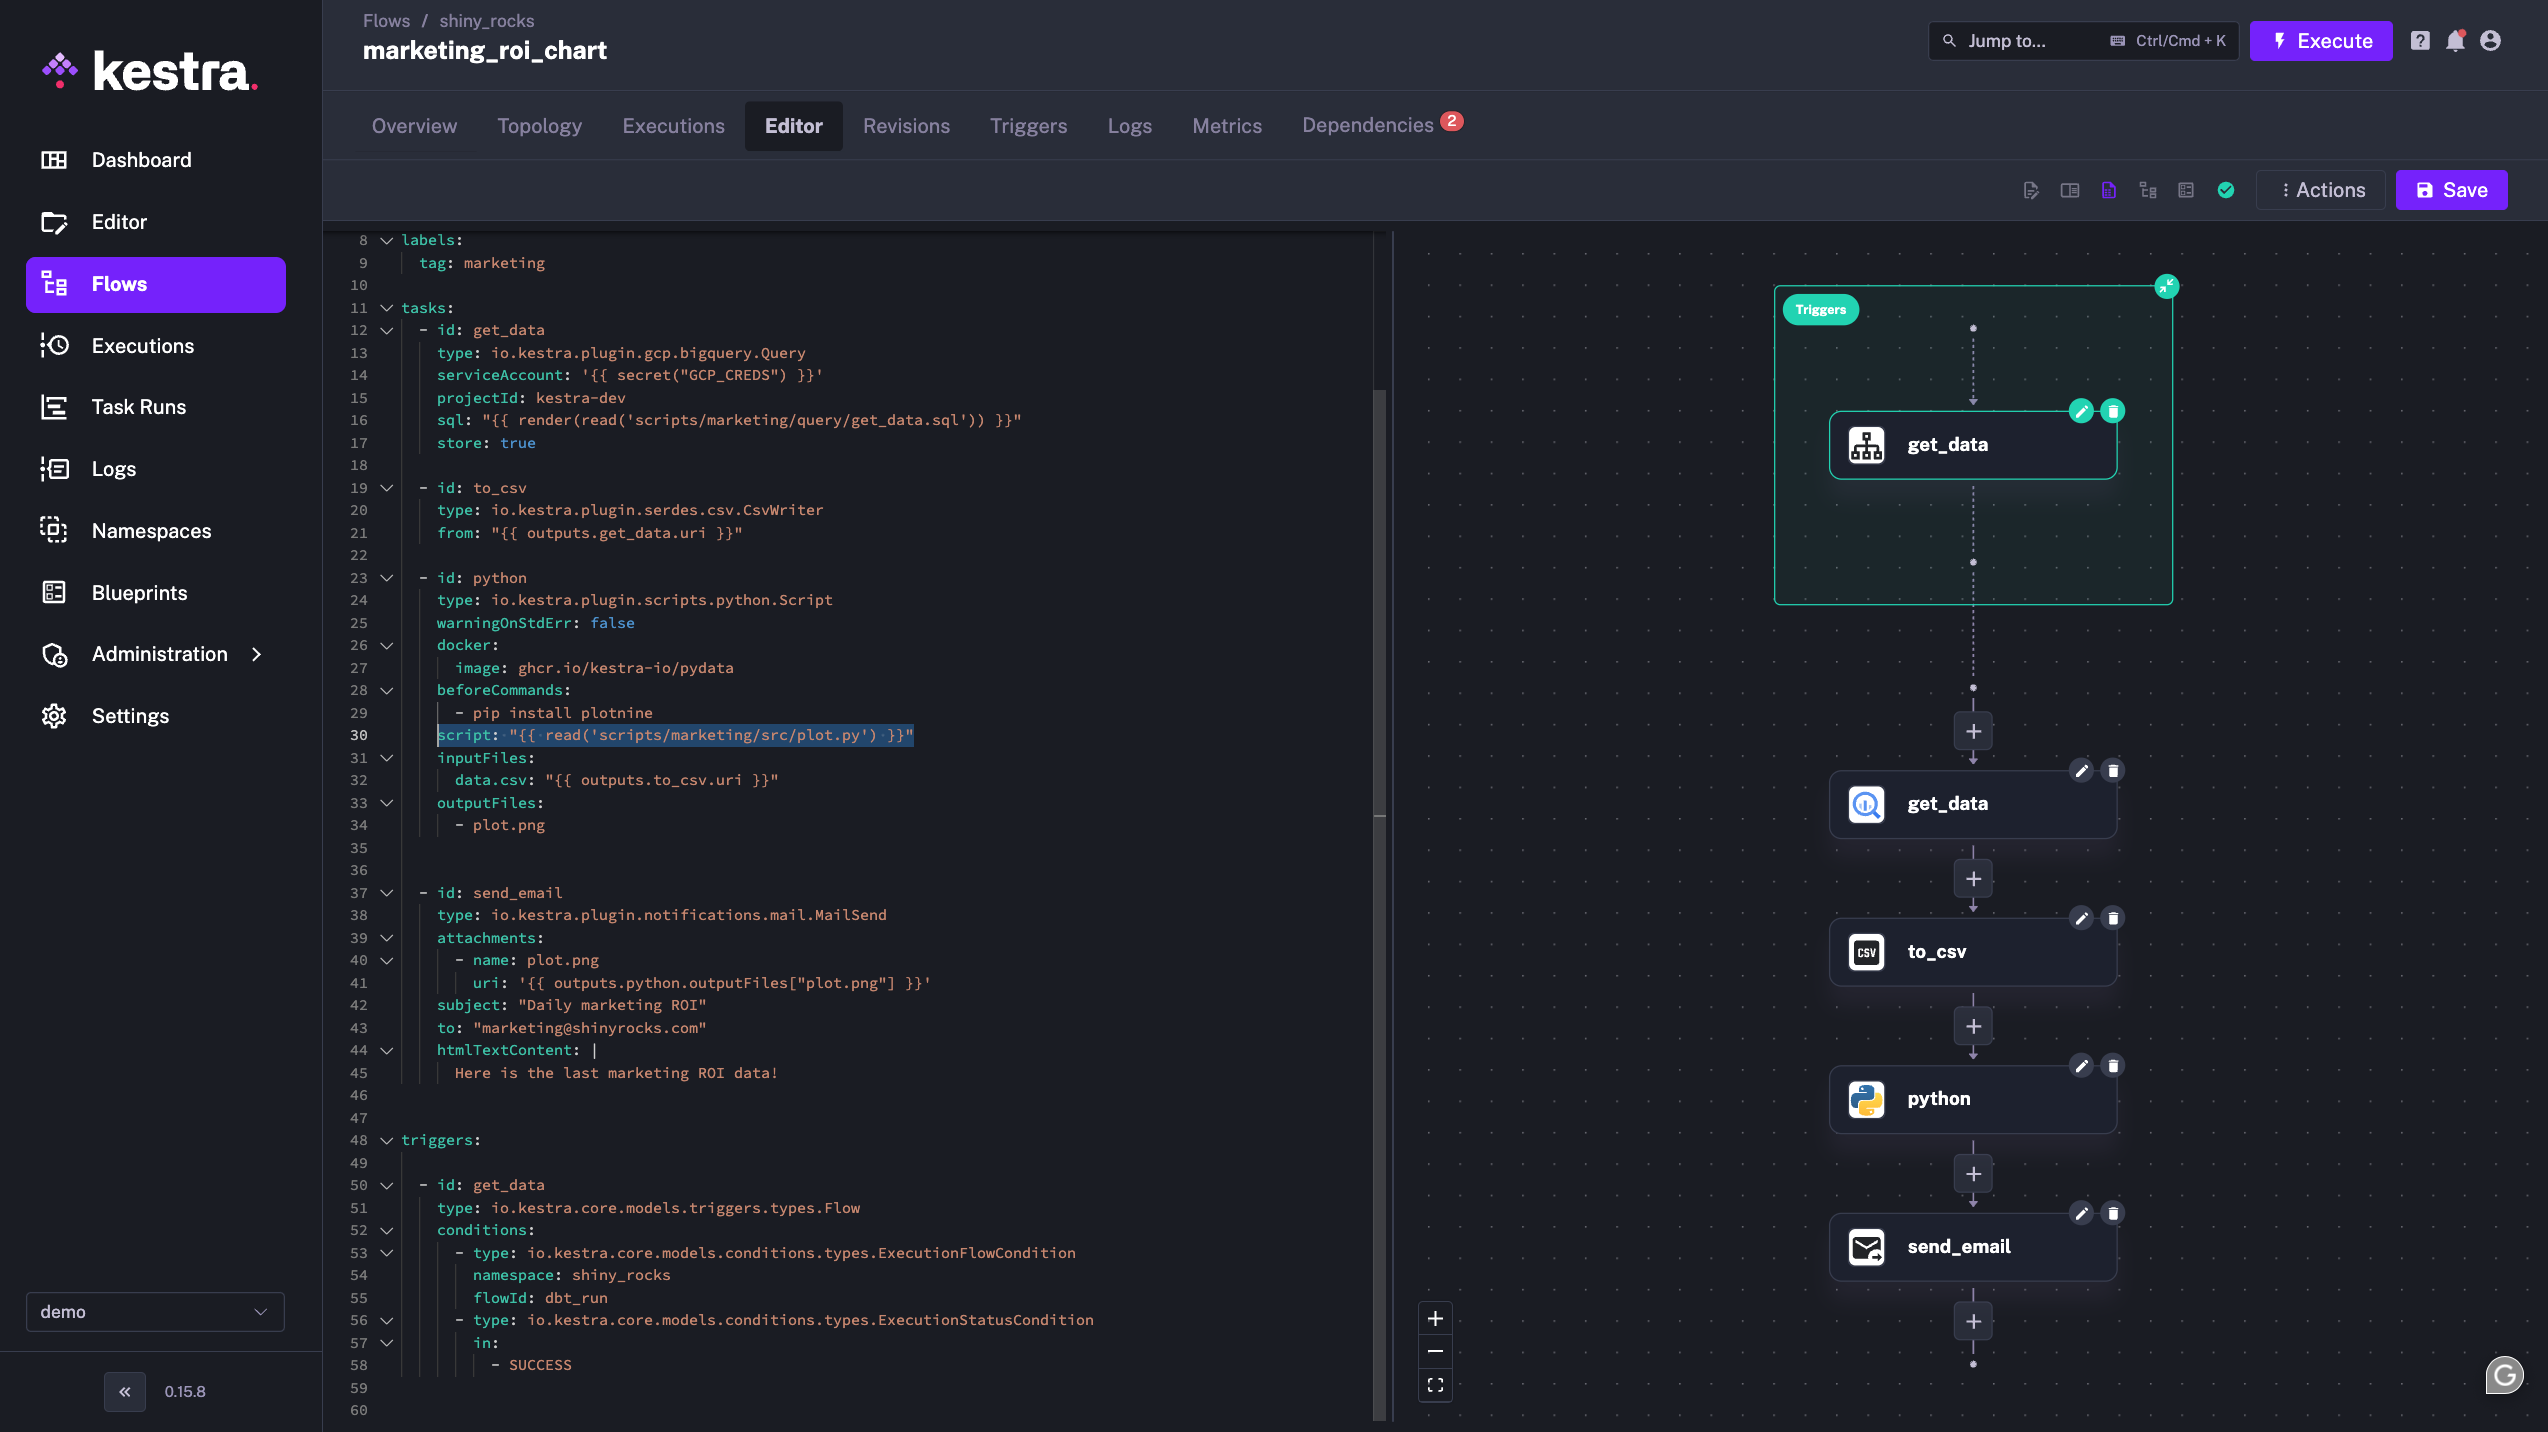 kestra.
Dashboard
Editor
Flows
Executions
Task Runs
Logs
Namespaces
Blueprints
Administration
Settings
demo
0.15.8
Flows / shiny_rocks
marketing_roi_chart
Jump to...
Ctrl/Cmd + K
Execute
Overview
Topology
Executions
Editor
Revisions
Triggers
Logs
Metrics
Dependencies 2
Actions
Save
8 labels:
9 tag: marketing
10
11 tasks:
12 - id: get_data
13 type: io.kestra.plugin.gcp.bigquery.Query
14 serviceAccount: '{{ secret("GCP_CREDS") }}'
15 projectId: kestra-dev
16 sql: "{{ render(read('scripts/marketing/query/get_data.sql')) }}"
17 store: true
18
19 - id: to_csv
20 type: io.kestra.plugin.serdes.csv.CsvWriter
21 from: "{{ outputs.get_data.uri }}"
22
23 - id: python
24 type: io.kestra.plugin.scripts.python.Script
25 warningOnStdErr: false
26 docker:
27 image: ghcr.io/kestra-io/pydata
28 beforeCommands:
29 - pip install plotnine
30 script: "{{ read('scripts/marketing/src/plot.py') }}"
31 inputFiles:
32 data.csv: "{{ outputs.to_csv.uri }}"
33 outputFiles:
34 - plot.png
35
36
37 - id: send_email
38 type: io.kestra.plugin.notifications.mail.MailSend
39 attachments:
40 - name: plot.png
41 uri: '{{ outputs.python.outputFiles["plot.png"] }}'
42 subject: "Daily marketing ROI"
43 to: "marketing@shinyrocks.com"
44 htmlTextContent: |
45 Here is the last marketing ROI data!
46
47
48 triggers:
49
50 - id: get_data
51 type: io.kestra.core.models.triggers.types.Flow
52 conditions:
53 - type: io.kestra.core.models.conditions.types.ExecutionFlowCondition
54 namespace: shiny_rocks
55 flowId: dbt_run
56 - type: io.kestra.core.models.conditions.types.ExecutionStatusCondition
57 in:
58 - SUCCESS
59
60
Triggers
get_data
get_data
CSV
to_csv
python
send_email